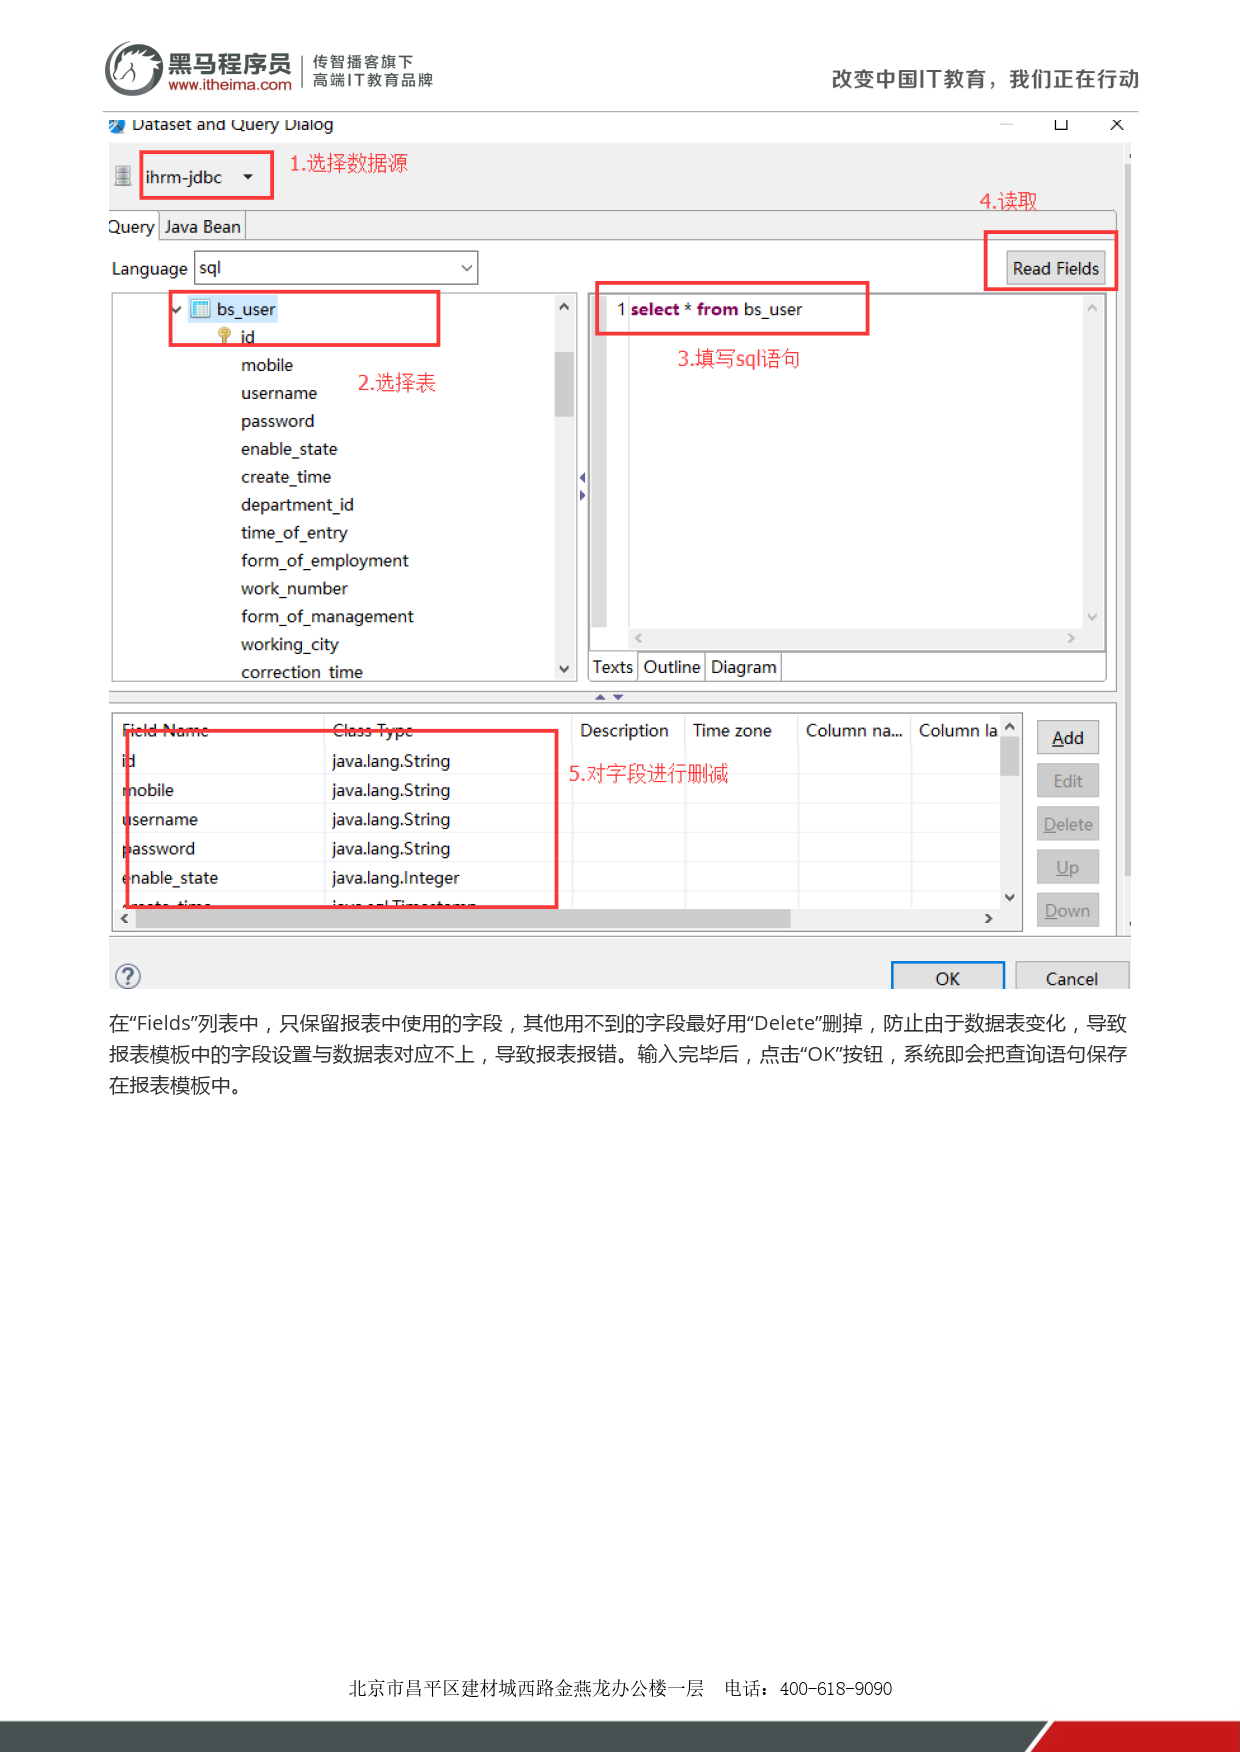 黑马程序员
www.itheima.com
传智播客旗下
高端IT教育品牌
改变中国IT教育，我们正在行动
Dataset and Query Dialog
ihrm-jdbc
1.选择数据源
4.读取
Query Java Bean
Language sql
Read Fields
bs_user
id
mobile
username
password
enable_state
create_time
department_id
time_of_entry
form_of_employment
work_number
form_of_management
working_city
correction_time
2.选择表
1 select * from bs_user
3.填写sql语句
Texts Outline Diagram
Field Name Class Type Description Time zone Column na... Column la
id java.lang.String
mobile java.lang.String
username java.lang.String
password java.lang.String
enable_state java.lang.Integer
create_time java.sql.Timestamp
5.对字段进行删减
Add
Edit
Delete
Up
Down
OK Cancel
在“Fields”列表中，只保留报表中使用的字段，其他用不到的字段最好用“Delete”删掉，防止由于数据表变化，导致
报表模板中的字段设置与数据表对应不上，导致报表报错。输入完毕后，点击“OK”按钮，系统即会把查询语句保存
在报表模板中。
北京市昌平区建材城西路金燕龙办公楼一层 电话：400-618-9090